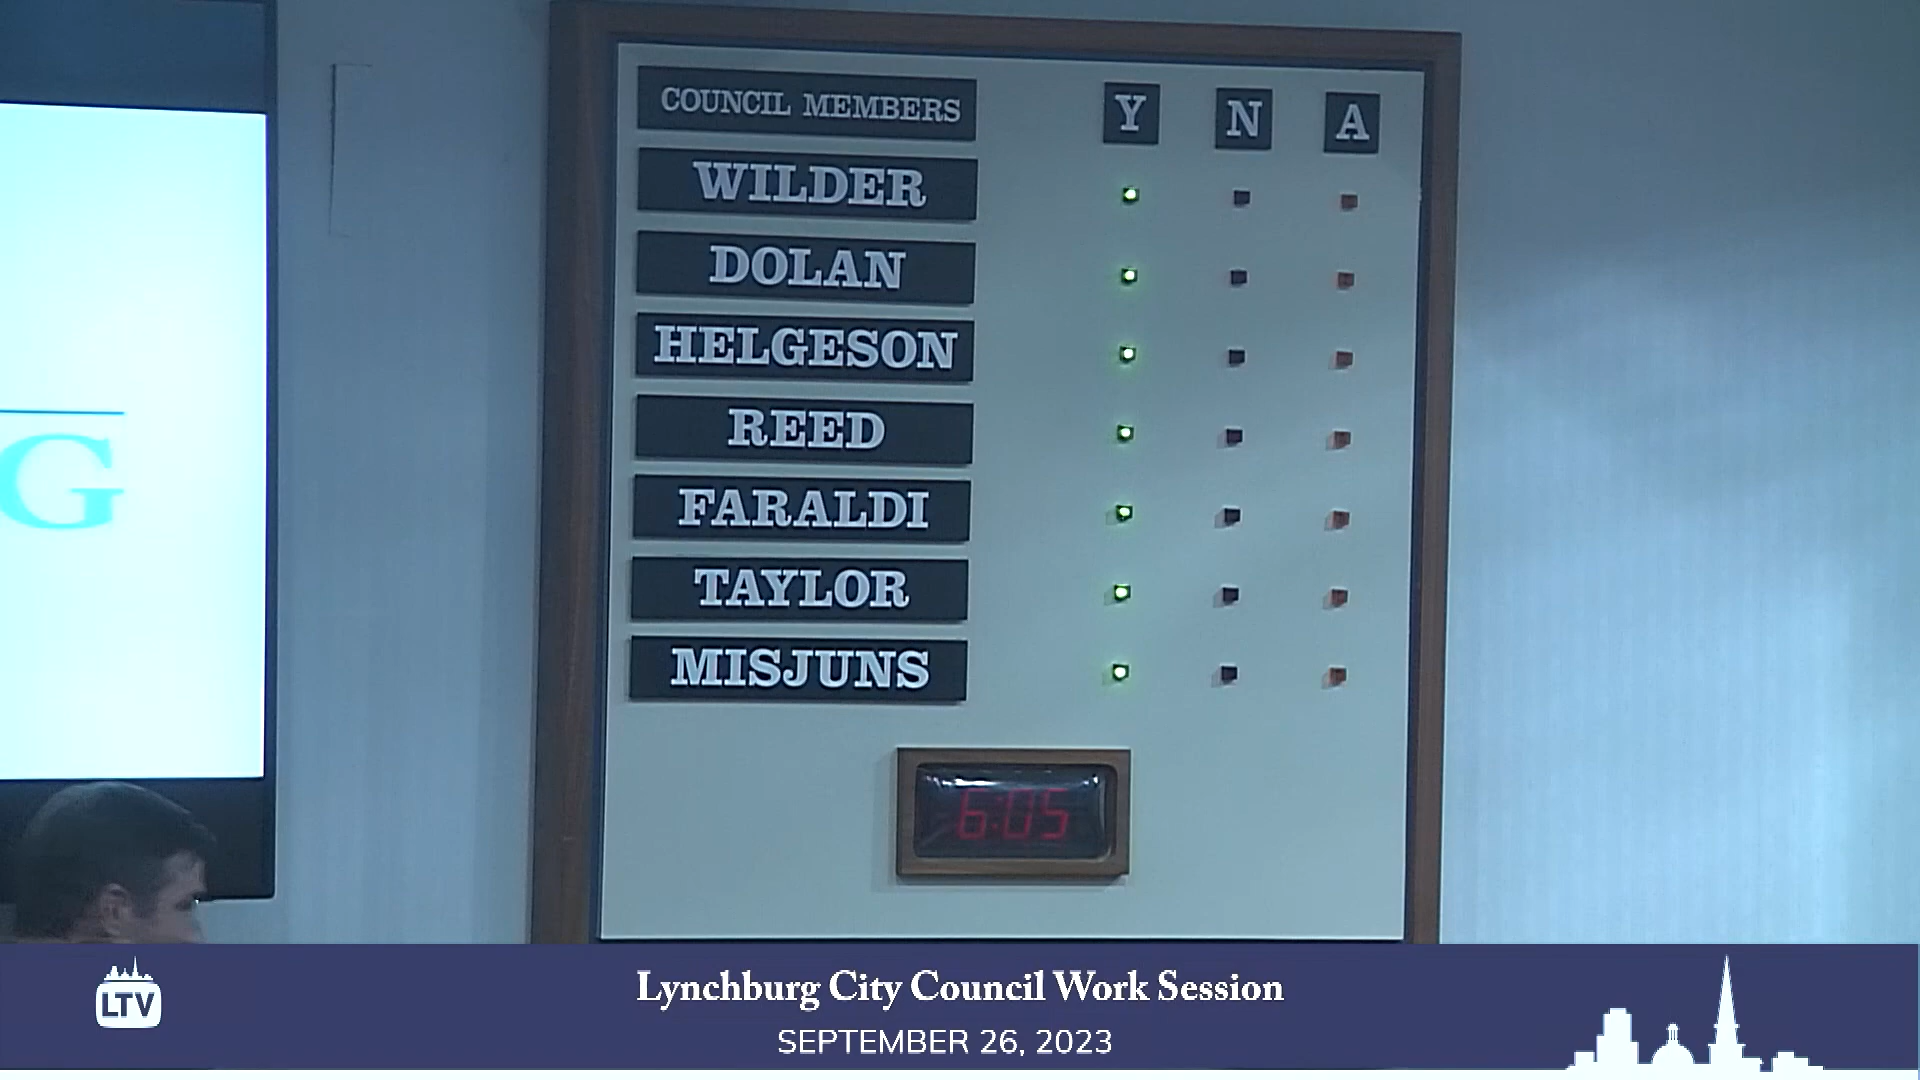 G
COUNCIL MEMBERS Y N A
WILDER
DOLAN
HELGESON
REED
FARALDI
TAYLOR
MISJUNS
6:05
LTV
Lynchburg City Council Work Session
SEPTEMBER 26, 2023